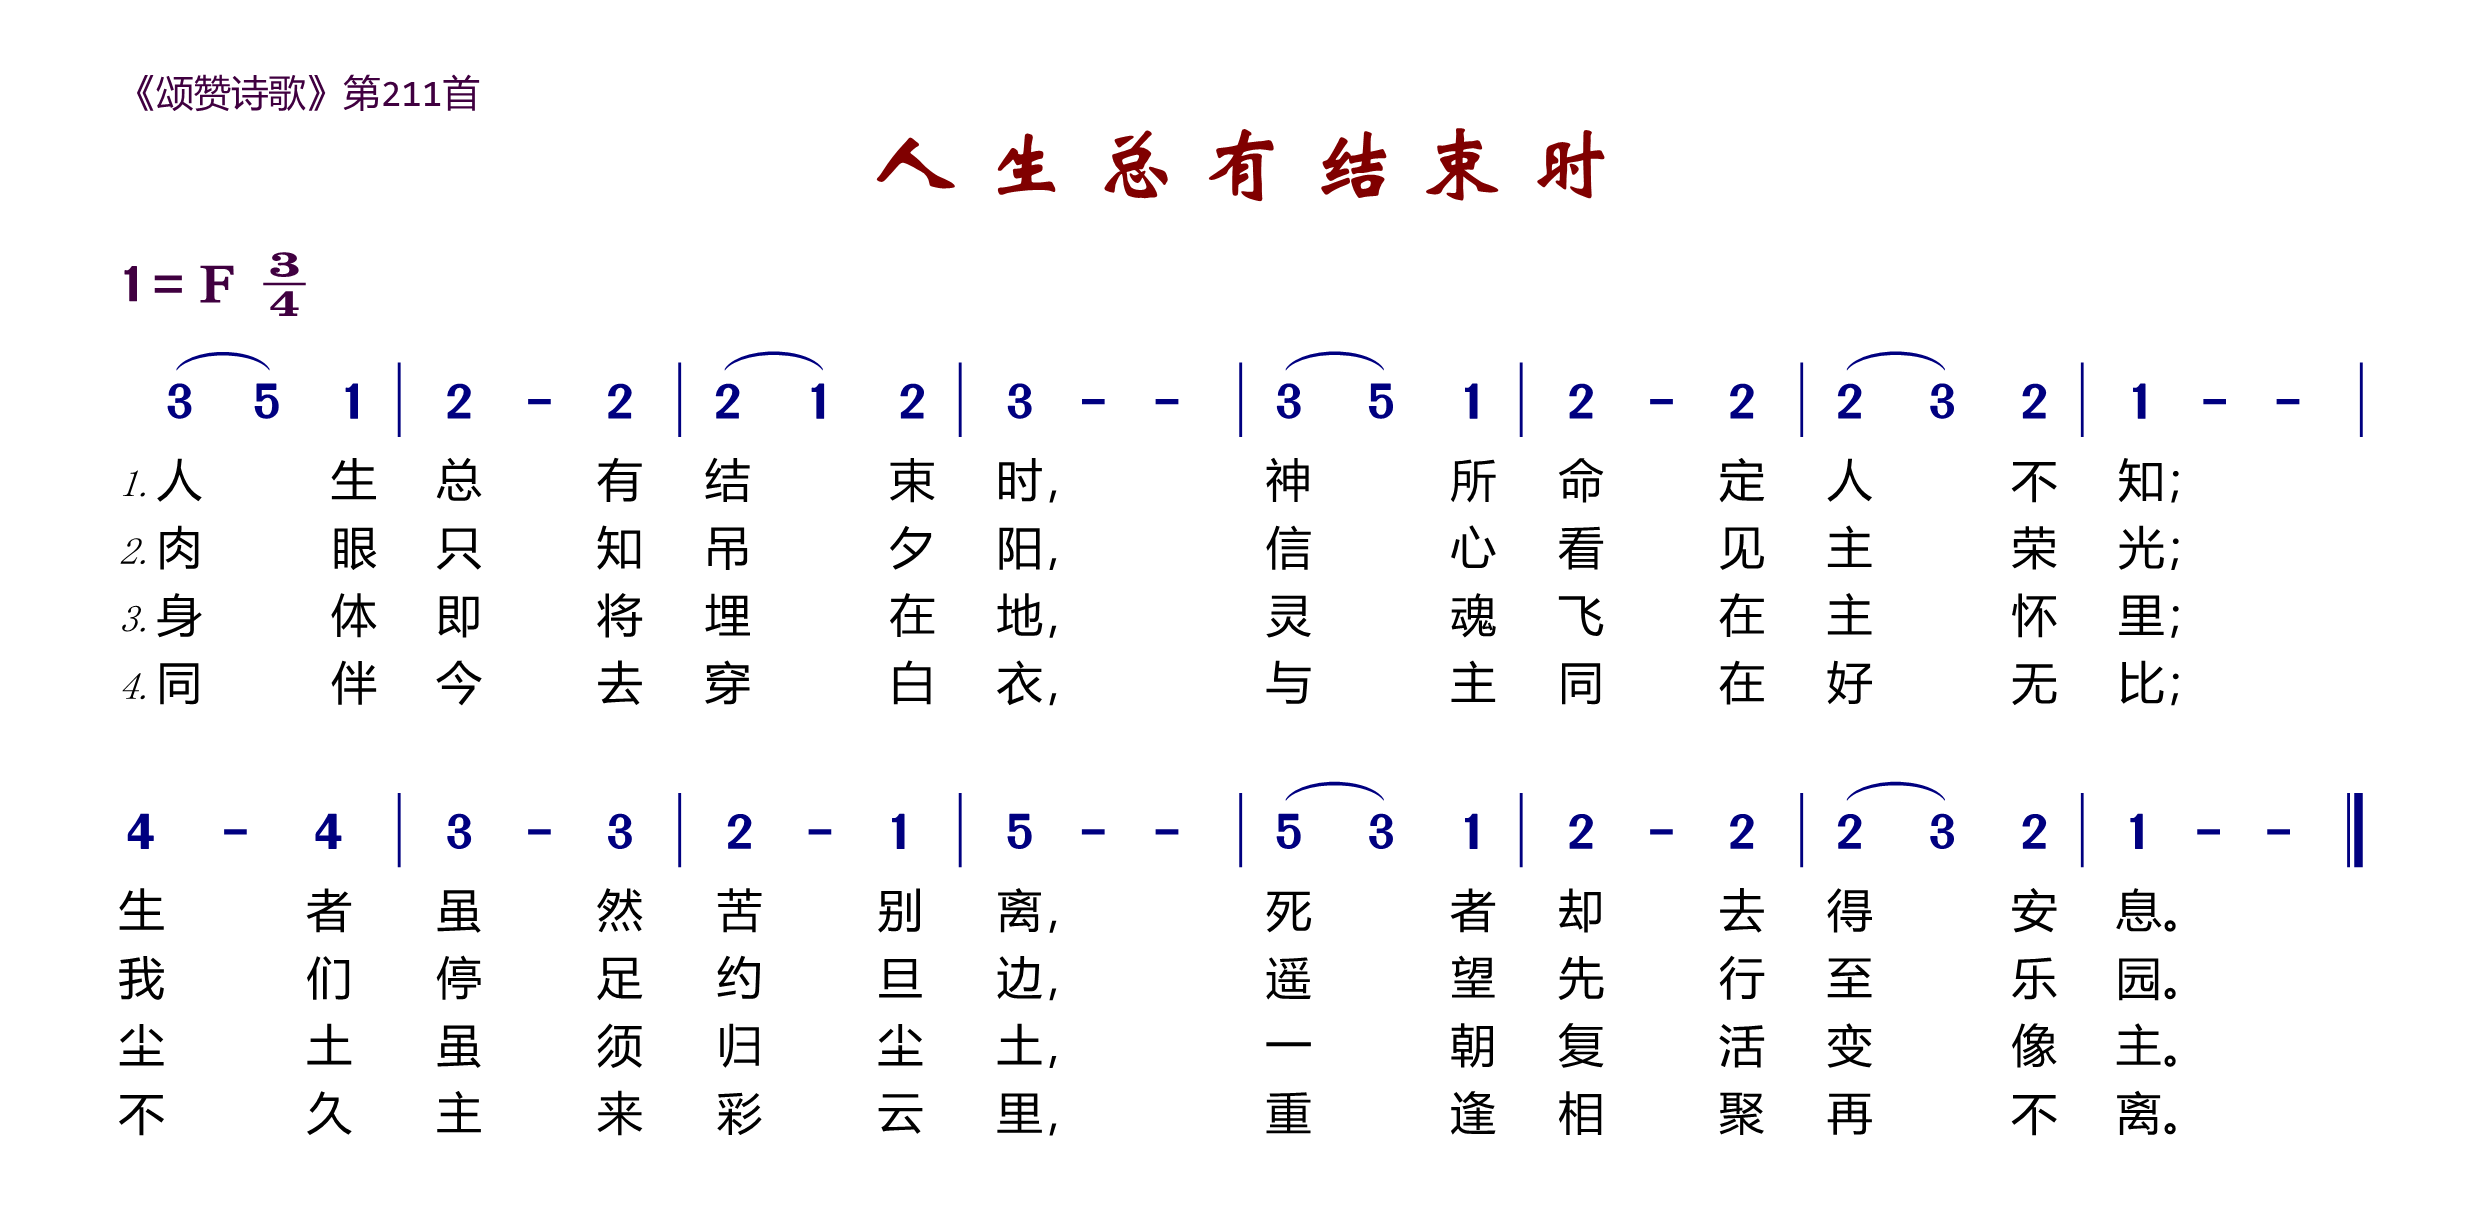 《颂赞诗歌》第211首
人生总有结束时
1=F 3/4
3 5 1 | 2 - 2 | 2 1 2 | 3 - - | 3 5 1 | 2 - 2 | 2 3 2 | 1 - - |
1. 人生总有结束时, 神所命定人不知;
2. 肉眼只知吊夕阳, 信心看见主荣光;
3. 身体即将埋在地, 灵魂飞在主怀里;
4. 同伴今去穿白衣, 与主同在好无比;
4 - 4 | 3 - 3 | 2 - 1 | 5 - - | 5 3 1 | 2 - 2 | 2 3 2 | 1 - - ‖
生者虽然苦别离, 死者却去得安息。
我们停足约旦边, 遥望先行至乐园。
尘土虽须归尘土, 一朝复活变像主。
不久主来彩云里, 重逢相聚再不离。